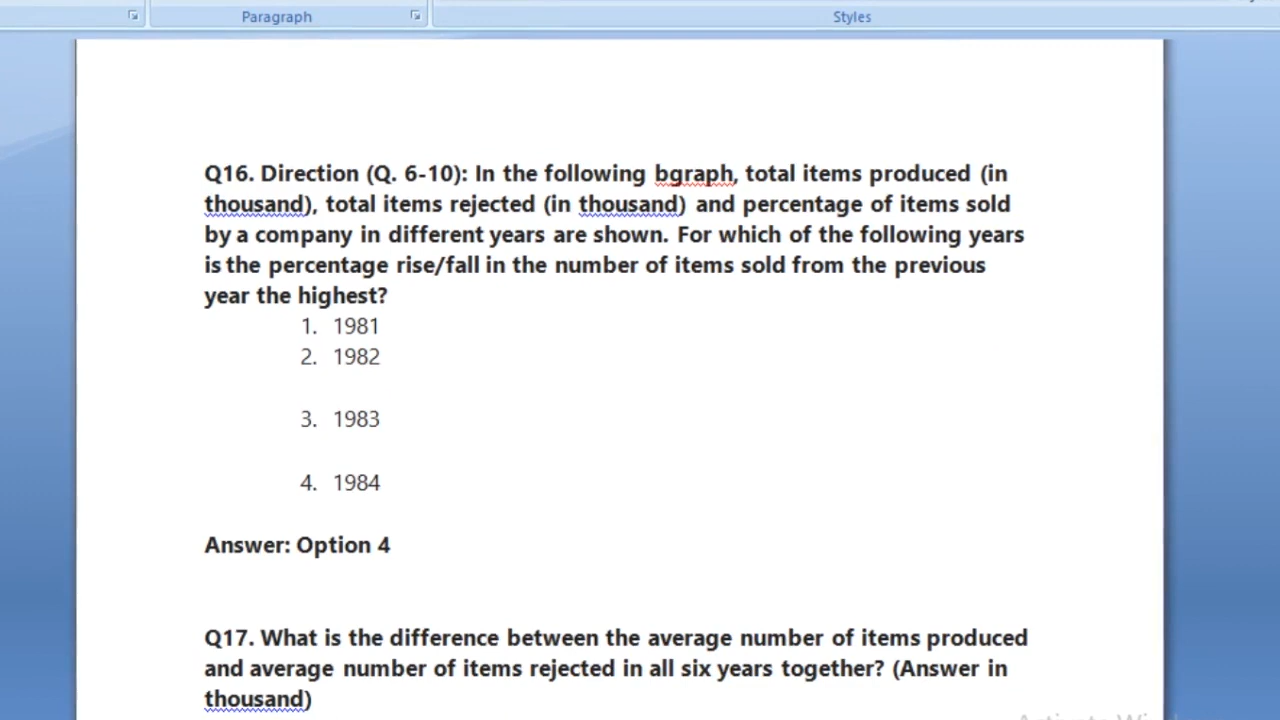 Paragraph
Styles
Q16. Direction (Q. 6-10): In the following bgraph, total items produced (in
thousand), total items rejected (in thousand) and percentage of items sold
by a company in different years are shown. For which of the following years
is the percentage rise/fall in the number of items sold from the previous
year the highest?
1. 1981
2. 1982
3. 1983
4. 1984
Answer: Option 4
Q17. What is the difference between the average number of items produced
and average number of items rejected in all six years together? (Answer in
thousand)